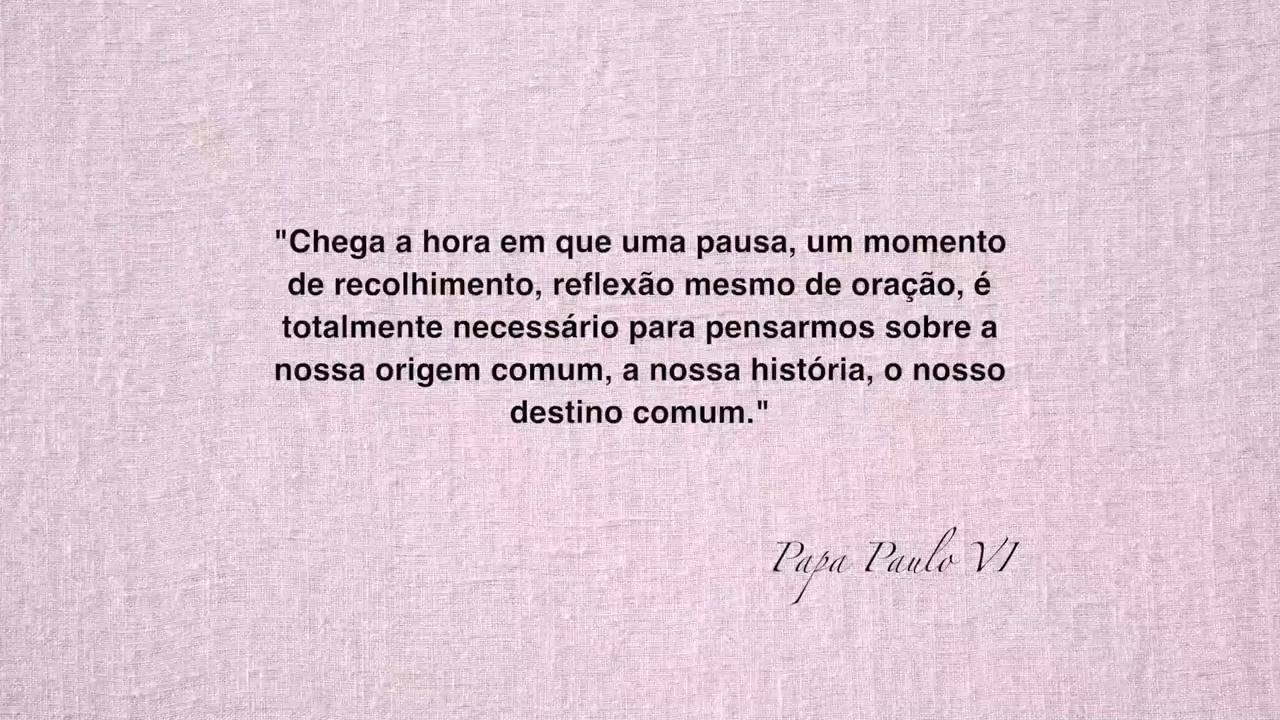 "Chega a hora em que uma pausa, um momento
de recolhimento, reflexão mesmo de oração, é
totalmente necessário para pensarmos sobre a
nossa origem comum, a nossa história, o nosso
destino comum."
Papa Paulo VI